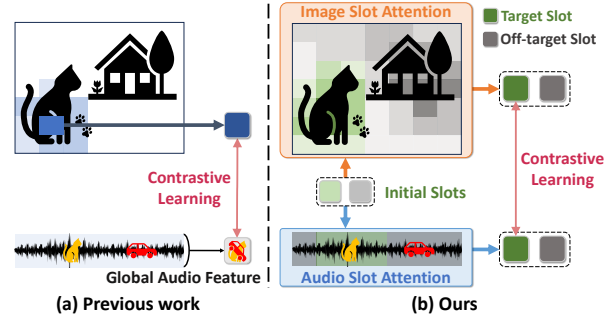 Image Slot Attention
Target Slot
Off-target Slot
Contrastive
Learning
Initial Slots
Contrastive
Learning
Global Audio Feature
Audio Slot Attention
(a) Previous work
(b) Ours